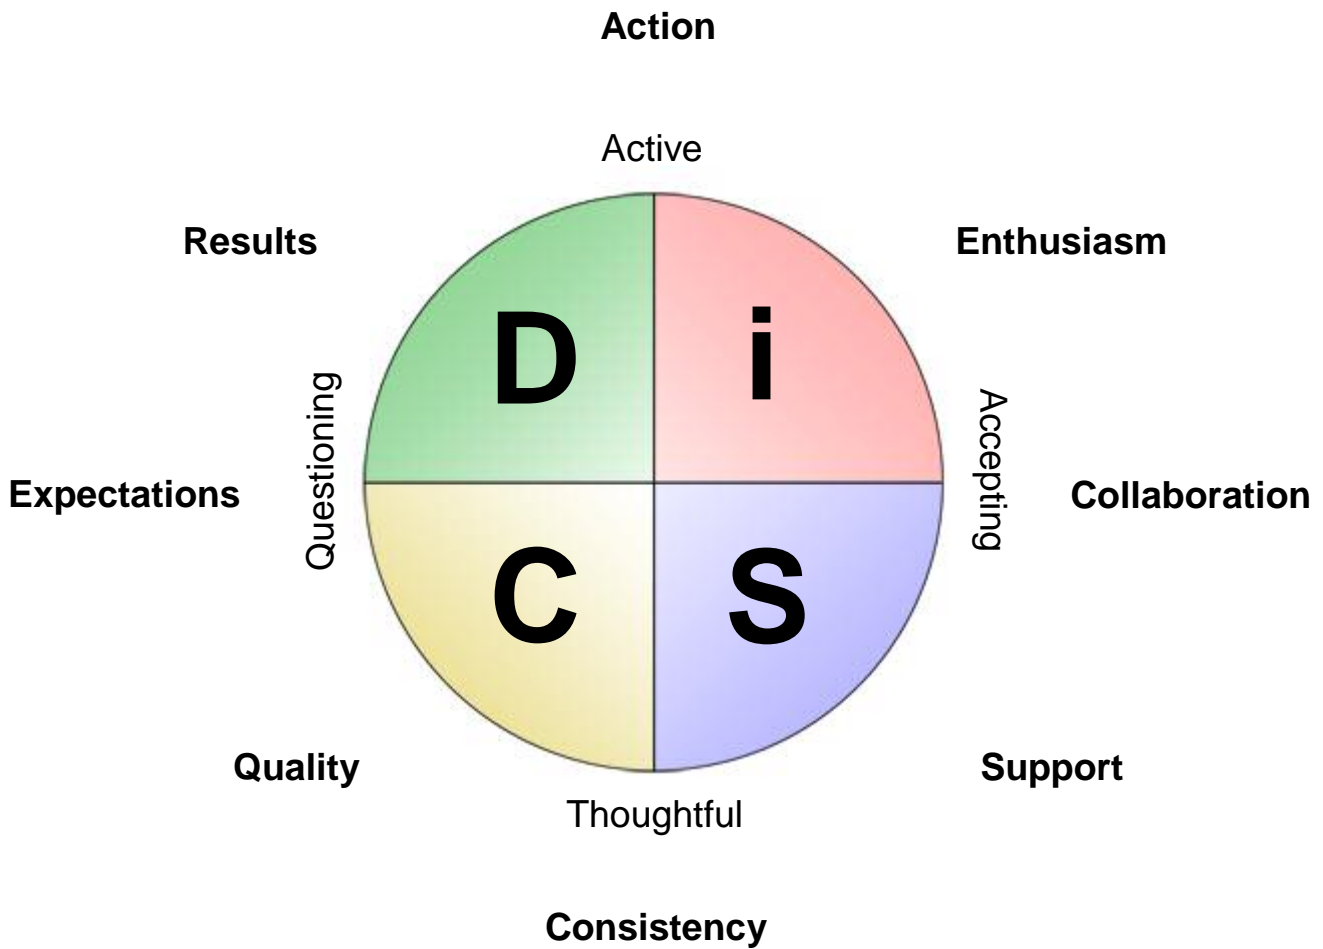 Action
Active
Results
Enthusiasm
D
i
Questioning
Accepting
Expectations
Collaboration
C
S
Quality
Support
Thoughtful
Consistency